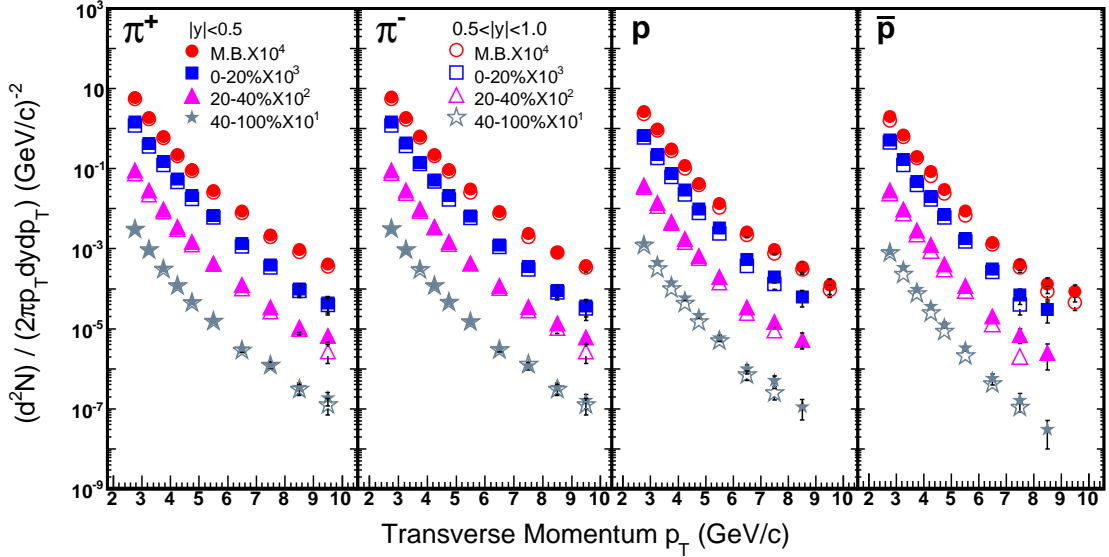 (d²N) / (2πp_T dydp_T) (GeV/c)⁻²
10³
10
10⁻¹
10⁻³
10⁻⁵
10⁻⁷
10⁻⁹
π⁺
|y|<0.5
M.B.X10⁴
0-20%X10³
20-40%X10²
40-100%X10¹
π⁻
0.5<|y|<1.0
M.B.X10⁴
0-20%X10³
20-40%X10²
40-100%X10¹
p
p̄
2 3 4 5 6 7 8 9 10
2 3 4 5 6 7 8 9 10
2 3 4 5 6 7 8 9 10
2 3 4 5 6 7 8 9 10
Transverse Momentum p_T (GeV/c)